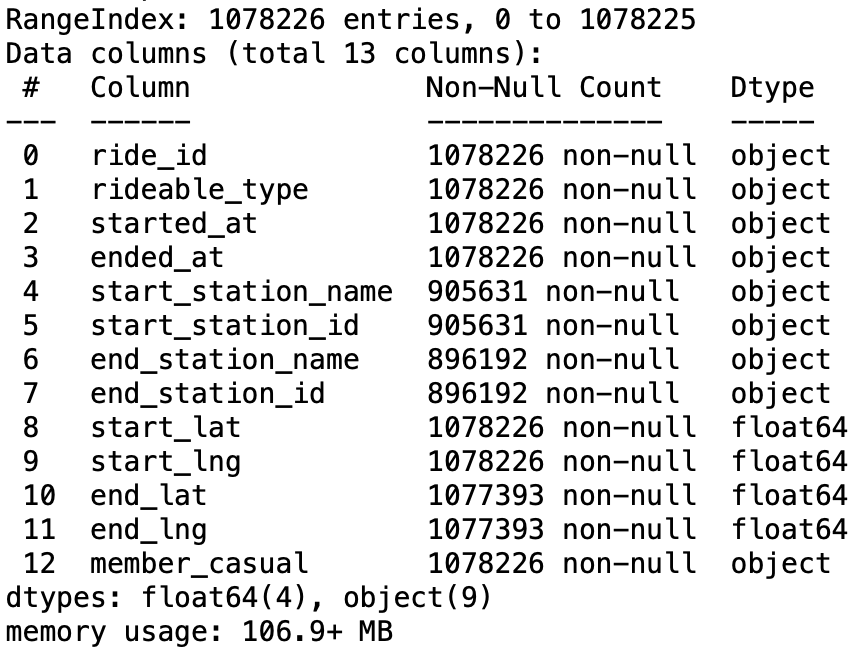 RangeIndex: 1078226 entries, 0 to 1078225
Data columns (total 13 columns):
 #   Column              Non-Null Count    Dtype
---  ------              --------------    -----
 0   ride_id             1078226 non-null  object
 1   rideable_type       1078226 non-null  object
 2   started_at          1078226 non-null  object
 3   ended_at            1078226 non-null  object
 4   start_station_name  905631 non-null   object
 5   start_station_id    905631 non-null   object
 6   end_station_name    896192 non-null   object
 7   end_station_id      896192 non-null   object
 8   start_lat           1078226 non-null  float64
 9   start_lng           1078226 non-null  float64
 10  end_lat             1077393 non-null  float64
 11  end_lng             1077393 non-null  float64
 12  member_casual       1078226 non-null  object
dtypes: float64(4), object(9)
memory usage: 106.9+ MB